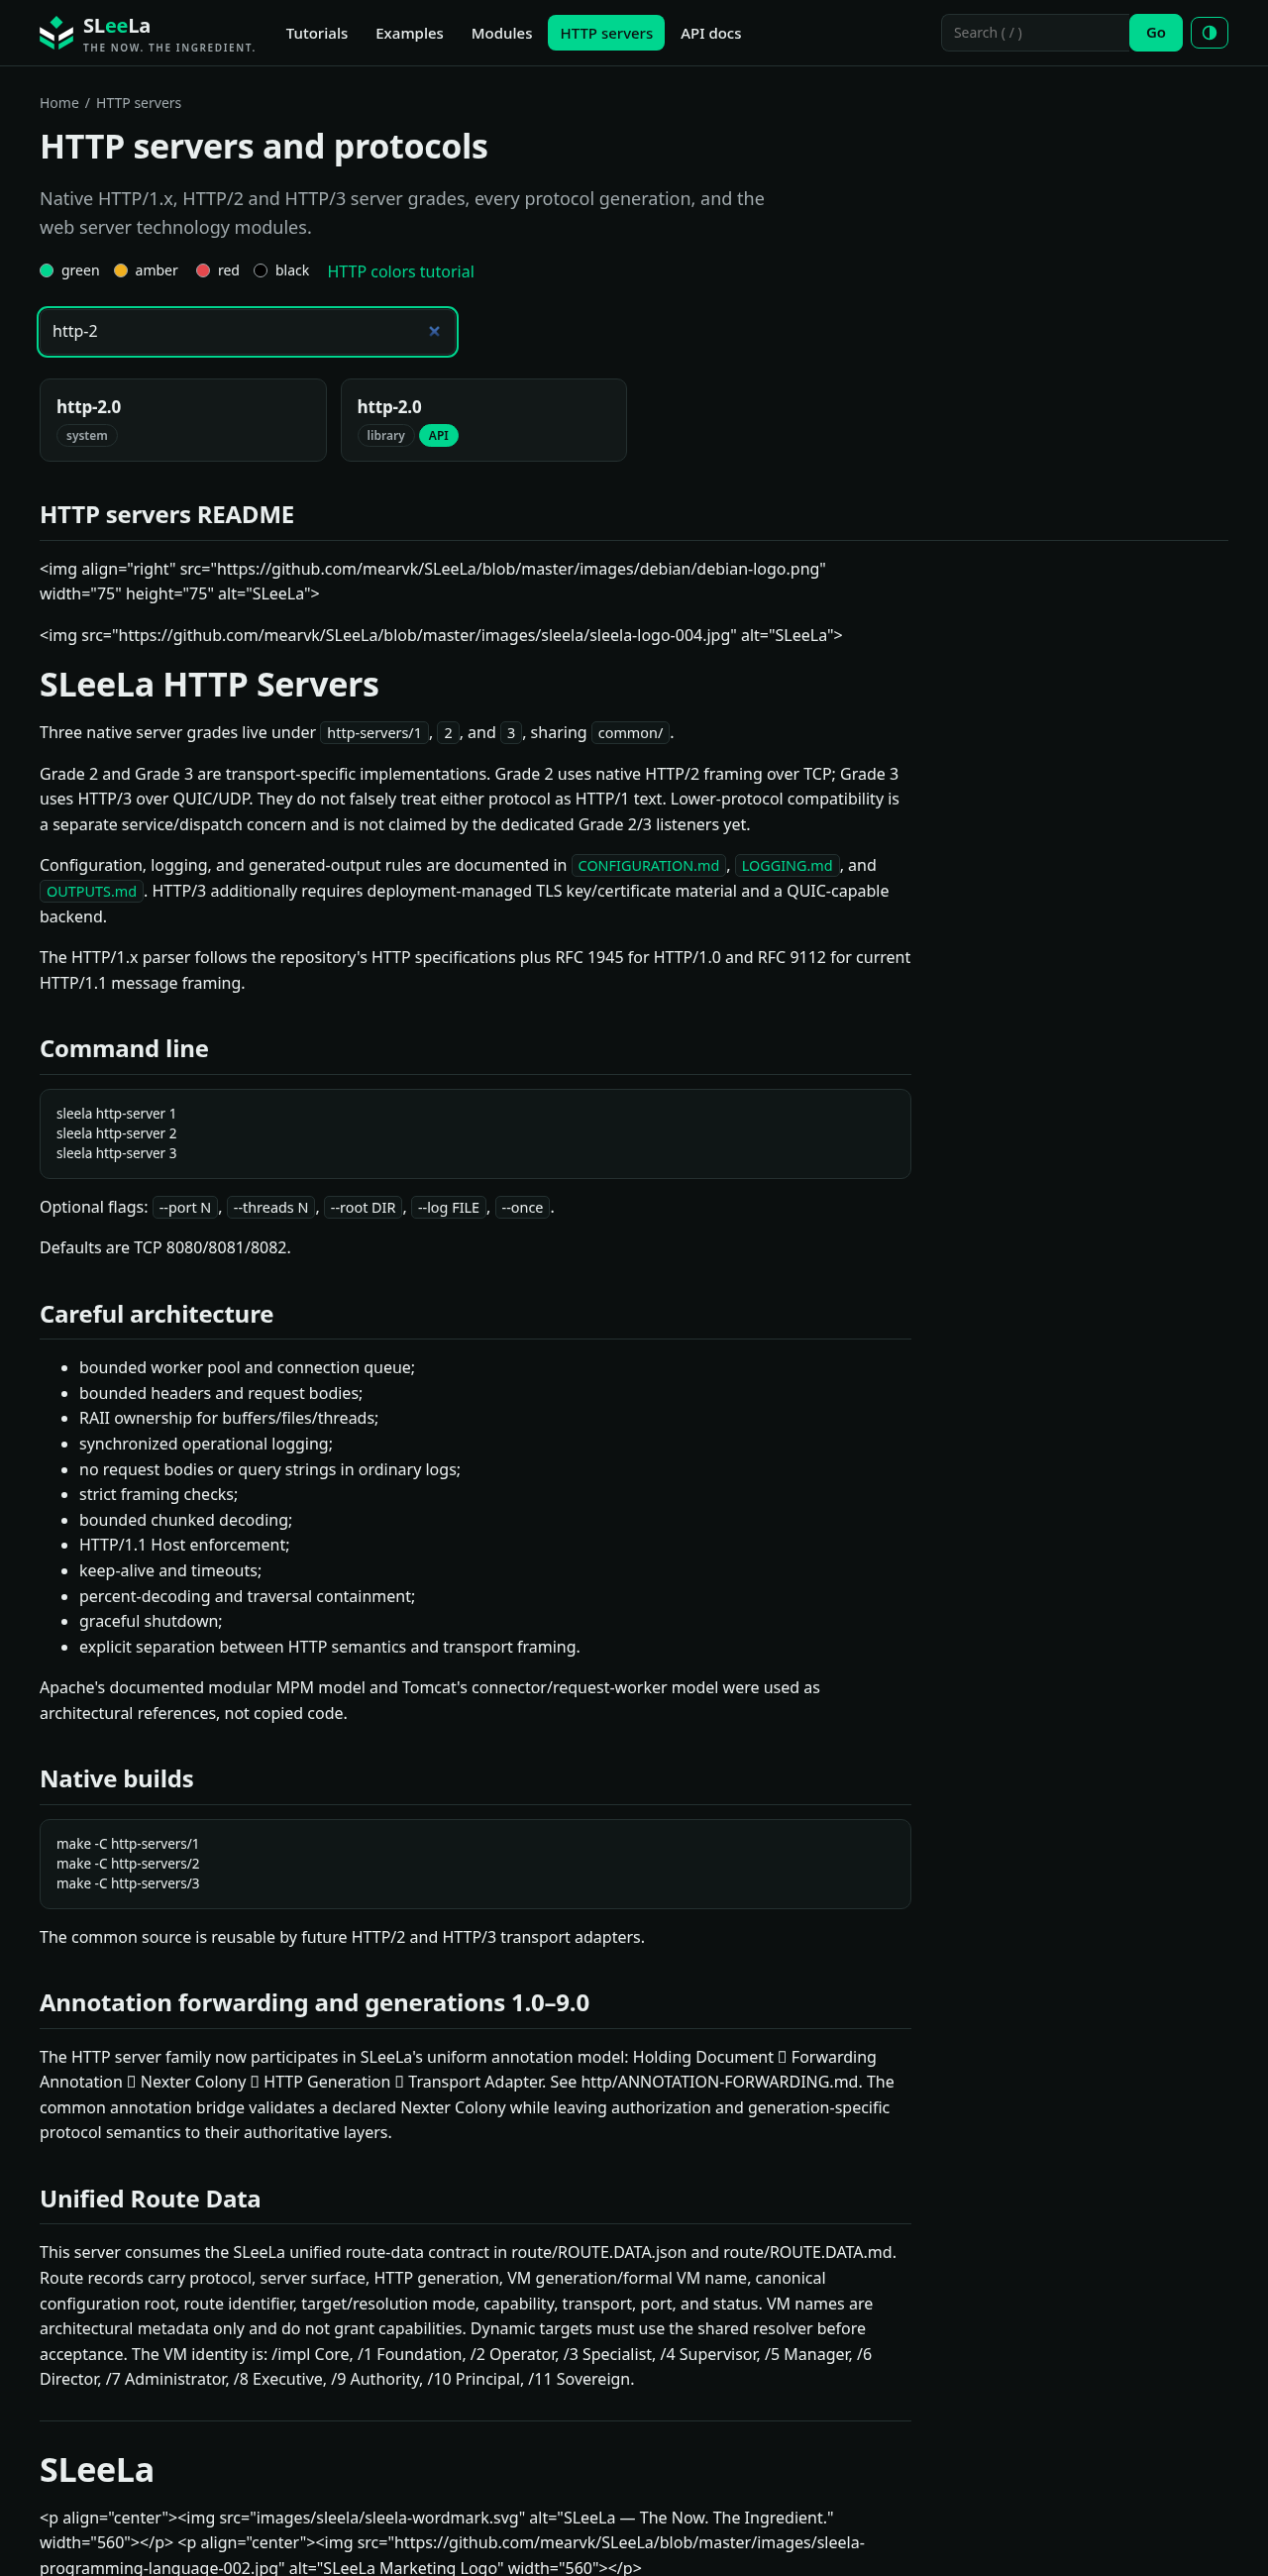 SLeeLa
THE NOW. THE INGREDIENT.
Tutorials
Examples
Modules
HTTP servers
API docs
Search ( / )
Go
Home / HTTP servers
HTTP servers and protocols
Native HTTP/1.x, HTTP/2 and HTTP/3 server grades, every protocol generation, and the
web server technology modules.
green amber red black HTTP colors tutorial
http-2
http-2.0
system
http-2.0
library API
HTTP servers README
<img align="right" src="https://github.com/mearvk/SLeeLa/blob/master/images/debian/debian-logo.png"
width="75" height="75" alt="SLeeLa">
<img src="https://github.com/mearvk/SLeeLa/blob/master/images/sleela/sleela-logo-004.jpg" alt="SLeeLa">
SLeeLa HTTP Servers
Three native server grades live under http-servers/1, 2, and 3, sharing common/.
Grade 2 and Grade 3 are transport-specific implementations. Grade 2 uses native HTTP/2 framing over TCP; Grade 3
uses HTTP/3 over QUIC/UDP. They do not falsely treat either protocol as HTTP/1 text. Lower-protocol compatibility is
a separate service/dispatch concern and is not claimed by the dedicated Grade 2/3 listeners yet.
Configuration, logging, and generated-output rules are documented in CONFIGURATION.md, LOGGING.md, and
OUTPUTS.md. HTTP/3 additionally requires deployment-managed TLS key/certificate material and a QUIC-capable
backend.
The HTTP/1.x parser follows the repository's HTTP specifications plus RFC 1945 for HTTP/1.0 and RFC 9112 for current
HTTP/1.1 message framing.
Command line
sleela http-server 1
sleela http-server 2
sleela http-server 3
Optional flags: --port N, --threads N, --root DIR, --log FILE, --once.
Defaults are TCP 8080/8081/8082.
Careful architecture
• bounded worker pool and connection queue;
• bounded headers and request bodies;
• RAII ownership for buffers/files/threads;
• synchronized operational logging;
• no request bodies or query strings in ordinary logs;
• strict framing checks;
• bounded chunked decoding;
• HTTP/1.1 Host enforcement;
• keep-alive and timeouts;
• percent-decoding and traversal containment;
• graceful shutdown;
• explicit separation between HTTP semantics and transport framing.
Apache's documented modular MPM model and Tomcat's connector/request-worker model were used as
architectural references, not copied code.
Native builds
make -C http-servers/1
make -C http-servers/2
make -C http-servers/3
The common source is reusable by future HTTP/2 and HTTP/3 transport adapters.
Annotation forwarding and generations 1.0–9.0
The HTTP server family now participates in SLeeLa's uniform annotation model: Holding Document Forwarding
Annotation Nexter Colony HTTP Generation Transport Adapter. See http/ANNOTATION-FORWARDING.md. The
common annotation bridge validates a declared Nexter Colony while leaving authorization and generation-specific
protocol semantics to their authoritative layers.
Unified Route Data
This server consumes the SLeeLa unified route-data contract in route/ROUTE.DATA.json and route/ROUTE.DATA.md.
Route records carry protocol, server surface, HTTP generation, VM generation/formal VM name, canonical
configuration root, route identifier, target/resolution mode, capability, transport, port, and status. VM names are
architectural metadata only and do not grant capabilities. Dynamic targets must use the shared resolver before
acceptance. The VM identity is: /impl Core, /1 Foundation, /2 Operator, /3 Specialist, /4 Supervisor, /5 Manager, /6
Director, /7 Administrator, /8 Executive, /9 Authority, /10 Principal, /11 Sovereign.
SLeeLa
<p align="center"><img src="images/sleela/sleela-wordmark.svg" alt="SLeeLa — The Now. The Ingredient."
width="560"></p> <p align="center"><img src="https://github.com/mearvk/SLeeLa/blob/master/images/sleela-
programming-language-002.jpg" alt="SLeeLa Marketing Logo" width="560"></p>